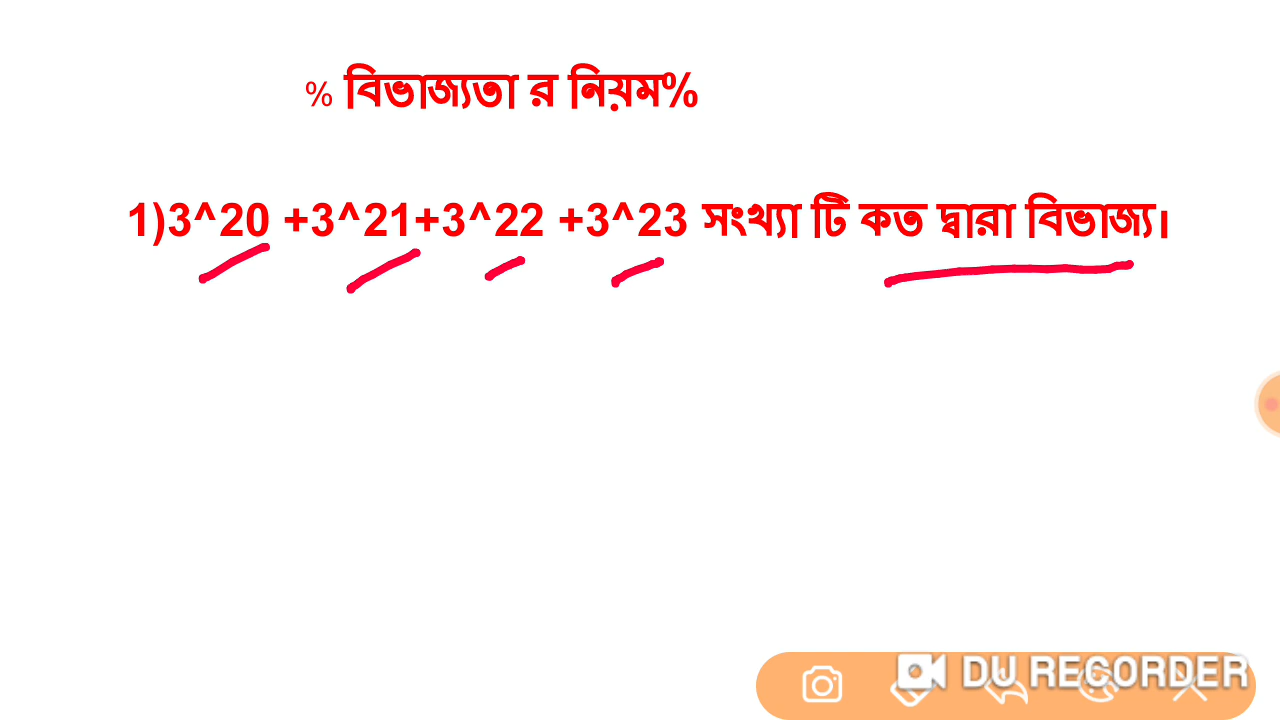 % বিভাজ্যতা র নিয়ম%
1)3^20 +3^21+3^22 +3^23 সংখ্যা টি কত দ্বারা বিভাজ্য।
DU RECORDER